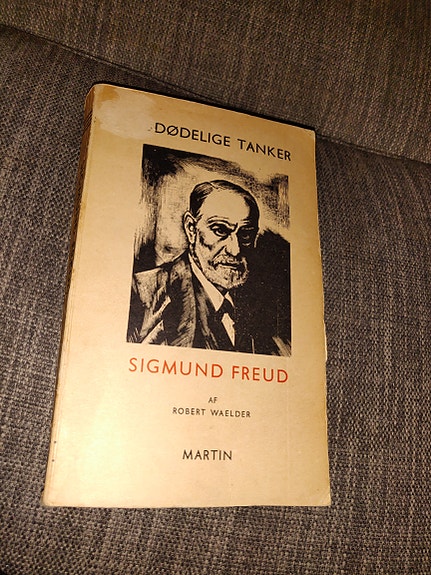 DØDELIGE TANKER
SIGMUND FREUD
AF
ROBERT WAELDER
MARTIN